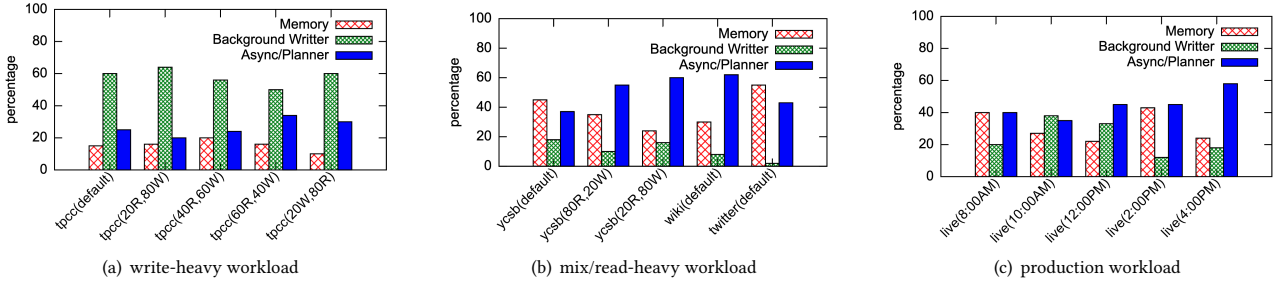 100
80
60
40
20
0
percentage
Memory
Background Writter
Async/Planner
tpcc(default)
tpcc(20R,80W)
tpcc(40R,60W)
tpcc(60R,40W)
tpcc(20W,80R)
(a) write-heavy workload
100
80
60
40
20
0
percentage
Memory
Background Writter
Async/Planner
ycsb(default)
ycsb(80R,20W)
ycsb(20R,80W)
wiki(default)
twitter(default)
(b) mix/read-heavy workload
100
80
60
40
20
0
percentage
Memory
Background Writter
Async/Planner
live(8:00AM)
live(10:00AM)
live(12:00PM)
live(2:00PM)
live(4:00PM)
(c) production workload